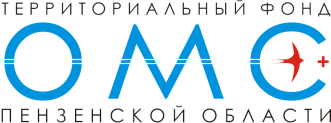 ТЕРРИТОРИАЛЬНЫЙ ФОНД
ОМС
ПЕНЗЕНСКОЙ ОБЛАСТИ